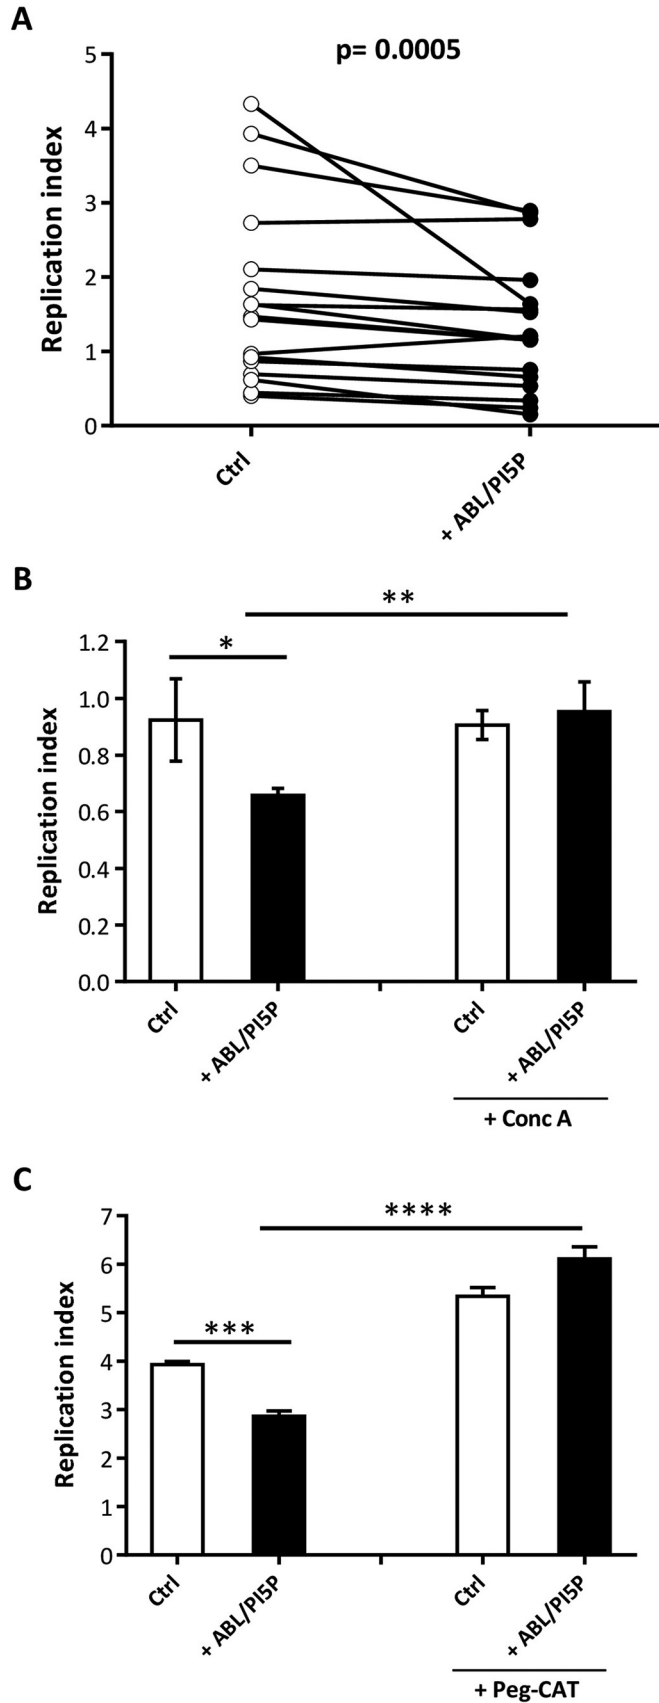 A
p= 0.0005
Replication index
5
4
3
2
1
0
Ctrl
+ ABL/PI5P
B
**
*
Replication index
1.2
1.0
0.8
0.6
0.4
0.2
0.0
Ctrl
+ ABL/PI5P
Ctrl
+ ABL/PI5P
+ Conc A
C
****
***
Replication index
7
6
5
4
3
2
1
0
Ctrl
+ ABL/PI5P
Ctrl
+ ABL/PI5P
+ Peg-CAT